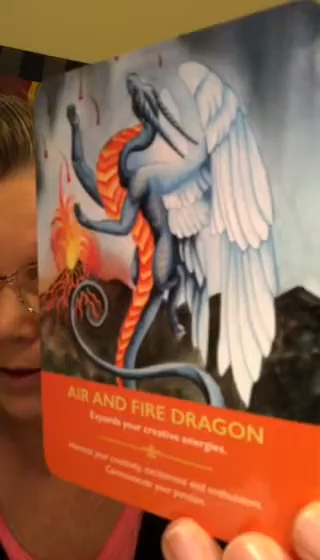 AIR AND FIRE DRAGON
Expands your creative energies.
Harness your creativity, excitement and enthusiasm.
Communicate your passion.